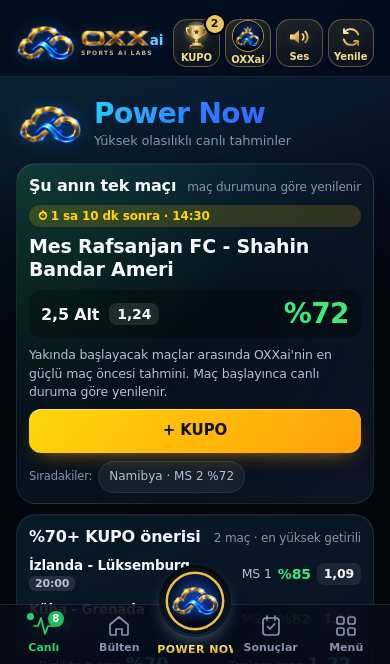 OXXai
SPORTS AI LABS
2
KUPO
OXXai
Ses
Yenile
Power Now
Yüksek olasılıklı canlı tahminler
Şu anın tek maçı
maç durumuna göre yenilenir
1 sa 10 dk sonra · 14:30
Mes Rafsanjan FC - Shahin
Bandar Ameri
2,5 Alt 1,24 %72
Yakında başlayacak maçlar arasında OXXai'nin en
güçlü maç öncesi tahmini. Maç başlayınca canlı
duruma göre yenilenir.
+ KUPO
Sıradakiler: Namibya · MS 2 %72
%70+ KUPO önerisi
2 maç · en yüksek getirili
İzlanda - Lüksemburg
20:00
MS 1 %85 1,09
Küba - Grenada
8
Canlı
Bülten
POWER NOW
Sonuçlar
Menü